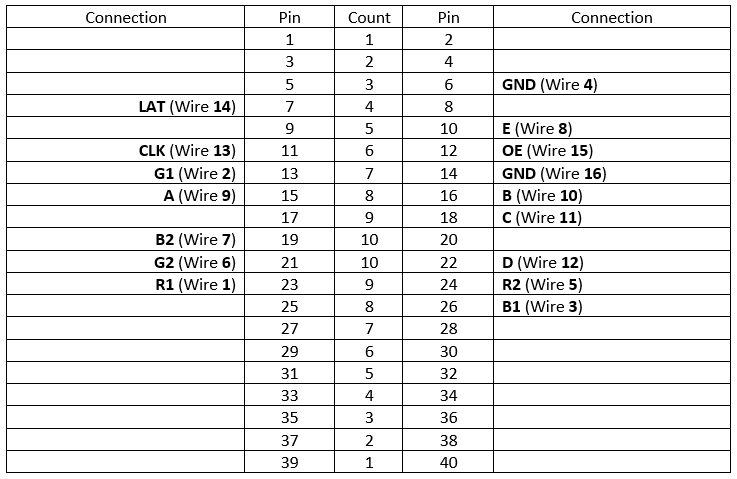 Connection Pin Count Pin Connection
1 1 2
3 2 4
5 3 6 GND (Wire 4)
LAT (Wire 14) 7 4 8
9 5 10 E (Wire 8)
CLK (Wire 13) 11 6 12 OE (Wire 15)
G1 (Wire 2) 13 7 14 GND (Wire 16)
A (Wire 9) 15 8 16 B (Wire 10)
17 9 18 C (Wire 11)
B2 (Wire 7) 19 10 20
G2 (Wire 6) 21 10 22 D (Wire 12)
R1 (Wire 1) 23 9 24 R2 (Wire 5)
25 8 26 B1 (Wire 3)
27 7 28
29 6 30
31 5 32
33 4 34
35 3 36
37 2 38
39 1 40